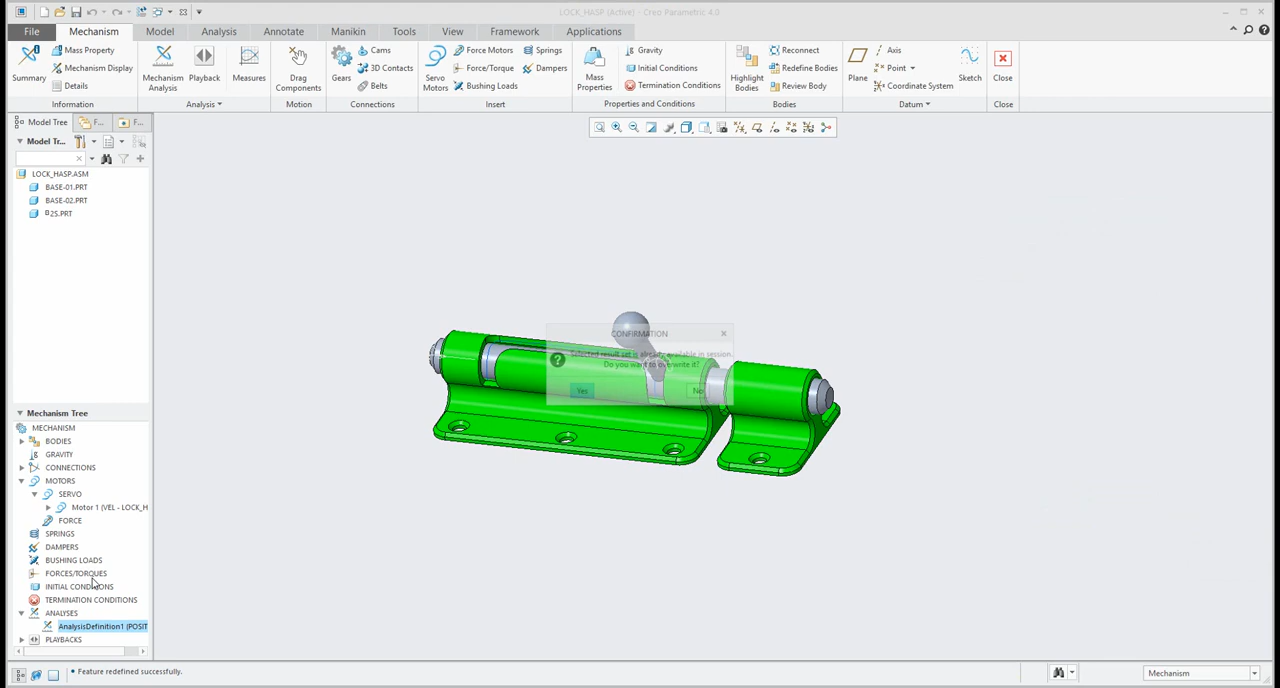 LOCK_HASP (Active) - Creo Parametric 4.0
File Mechanism Model Analysis Annotate Manikin Tools View Framework Applications
Summary Mass Property Mechanism Display Details
Mechanism Analysis Playback Measures
Drag Components
Gears Cams 3D Contacts Belts
Servo Motors Force Motors Force/Torque Bushing Loads Springs Dampers
Mass Properties Gravity Initial Conditions Termination Conditions
Highlight Bodies Reconnect Redefine Bodies Review Body
Plane Axis Point Coordinate System Sketch
Close
Information Analysis Motion Connections Insert Properties and Conditions Bodies Datum Close
Model Tree F... F...
Model Tr...
LOCK_HASP.ASM
BASE-01.PRT
BASE-02.PRT
2S.PRT
CONFIRMATION
Selected result set is already available in session.
Do you want to overwrite it?
Yes No
Mechanism Tree
MECHANISM
BODIES
GRAVITY
CONNECTIONS
MOTORS
SERVO
Motor 1 (VEL - LOCK_H
FORCE
SPRINGS
DAMPERS
BUSHING LOADS
FORCES/TORQUES
INITIAL CONDITIONS
TERMINATION CONDITIONS
ANALYSES
AnalysisDefinition1 (POSIT
PLAYBACKS
• Feature redefined successfully.
Mechanism